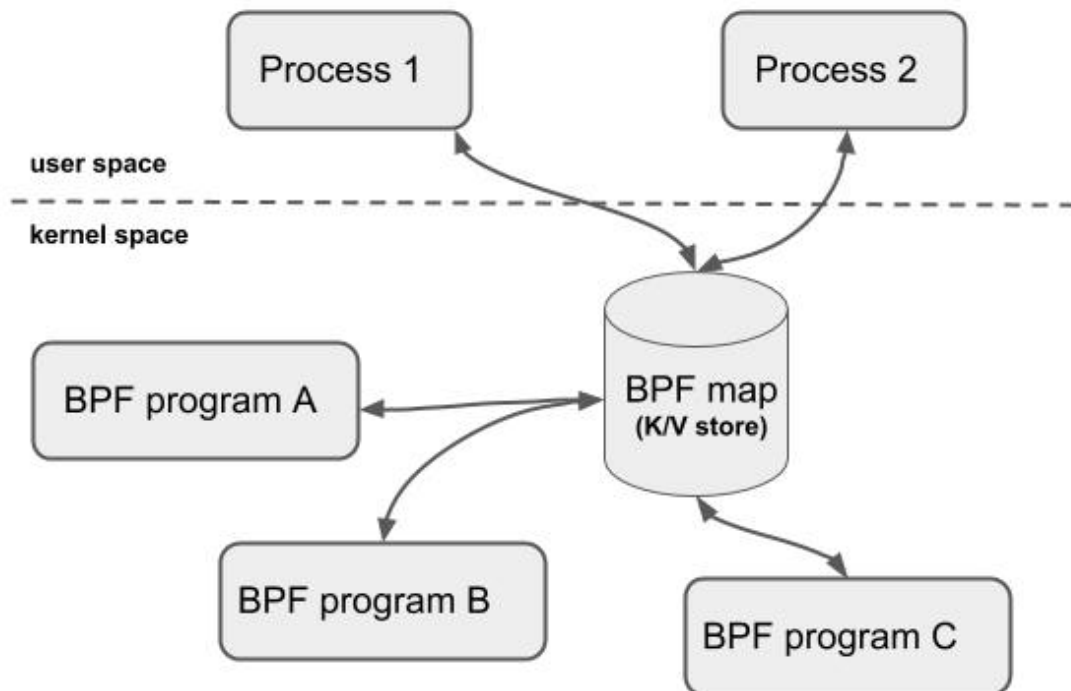 Process 1
Process 2
user space
kernel space
BPF map
(K/V store)
BPF program A
BPF program B
BPF program C